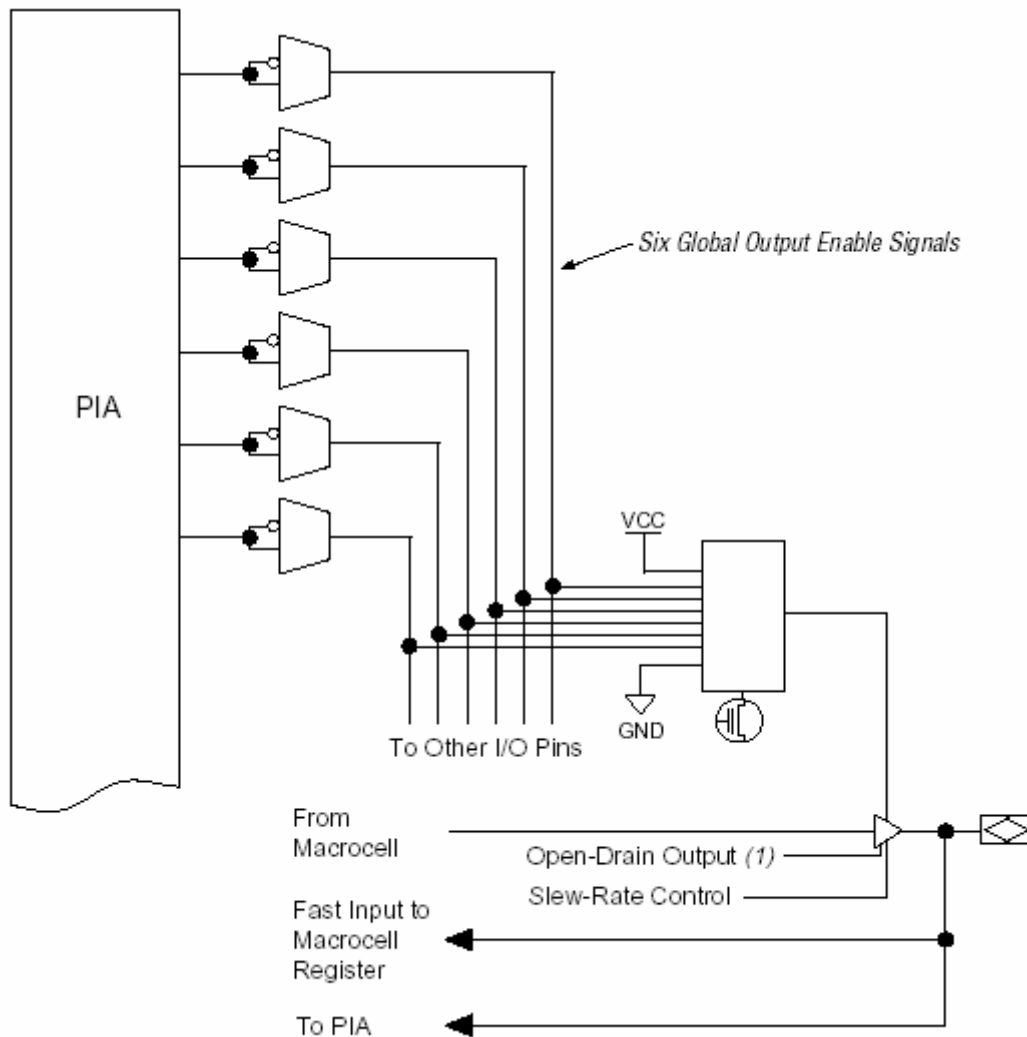 PIA
Six Global Output Enable Signals
VCC
GND
To Other I/O Pins
From
Macrocell
Open-Drain Output (1)
Slew-Rate Control
Fast Input to
Macrocell
Register
To PIA